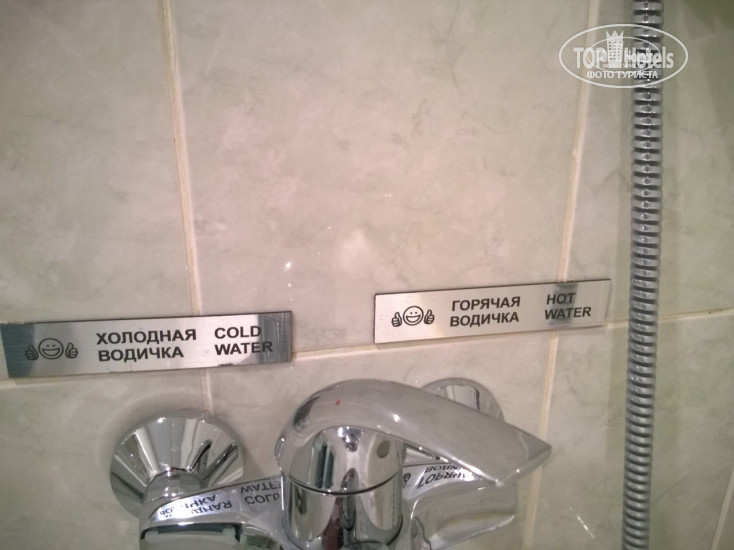 TOP Hotels
ФОТО ТУРИСТА
ХОЛОДНАЯ COLD
ВОДИЧКА WATER
ГОРЯЧАЯ HOT
ВОДИЧКА WATER